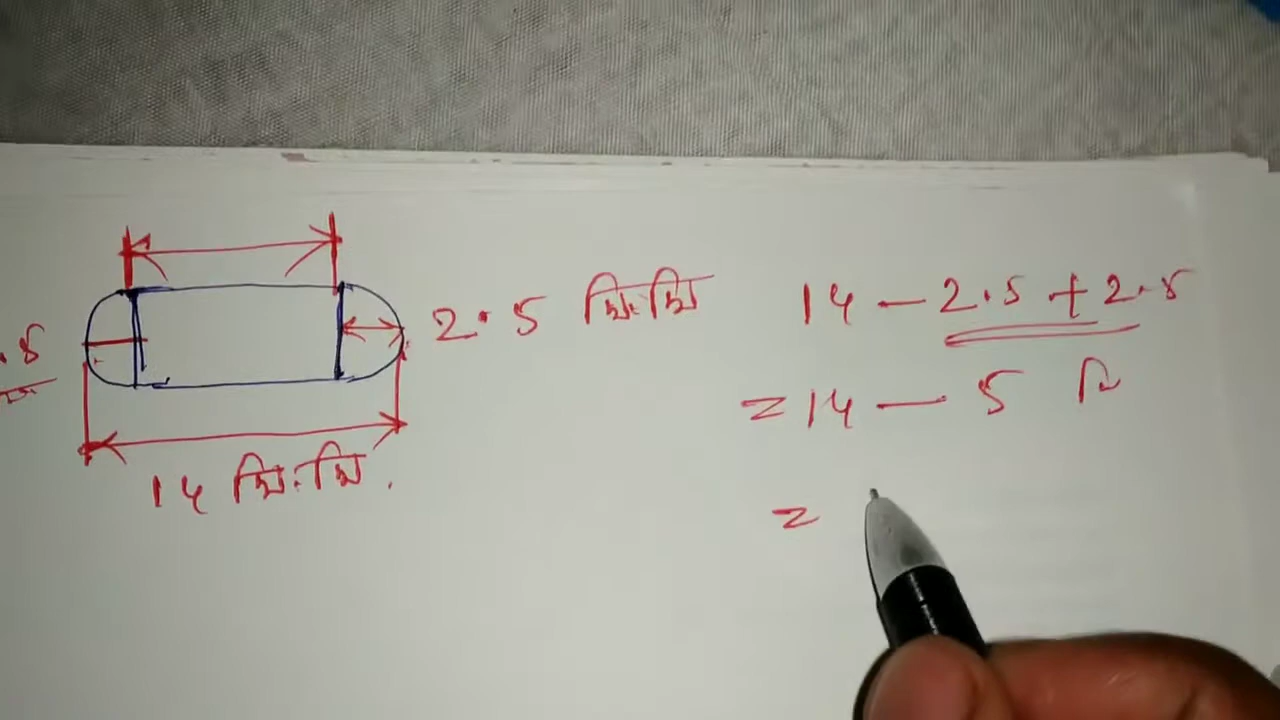 2.5 মি:মি
14 মি:মি.
14 — 2.5 + 2.5
= 14 — 5 মি
=